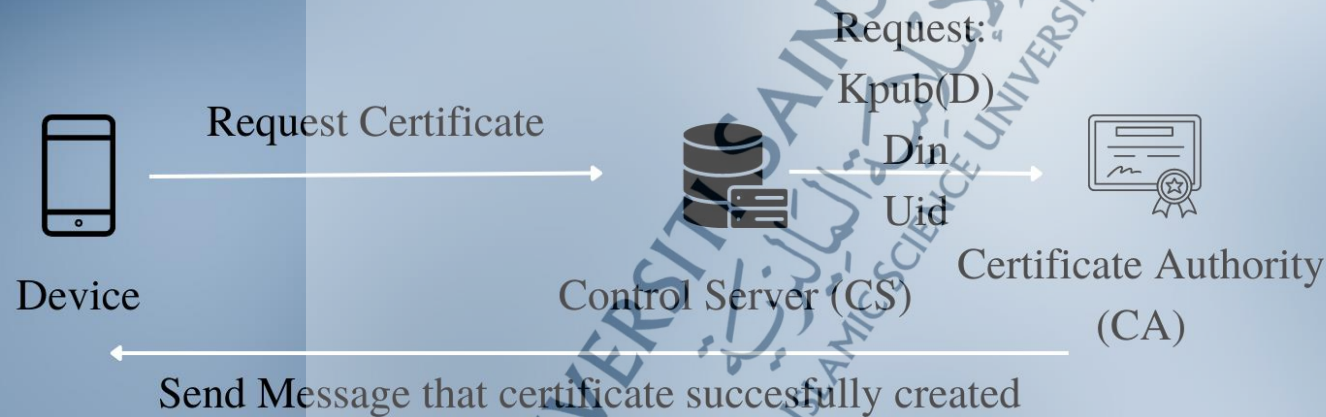 Request:
Kpub(D)
Request Certificate
Din
Uid
Device
Control Server (CS)
Certificate Authority
(CA)
Send Message that certificate succesfully created